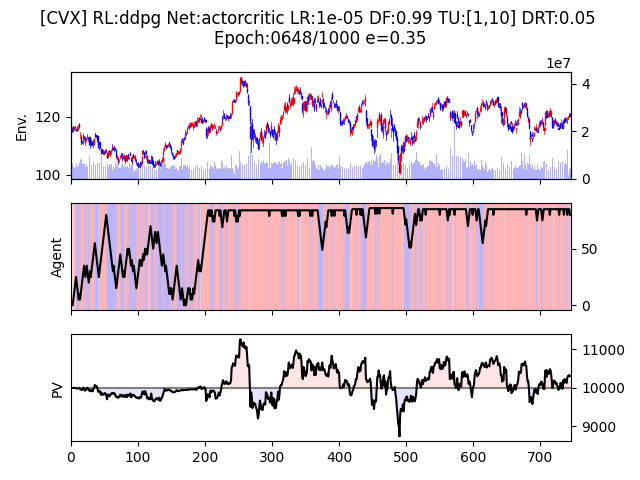 [CVX] RL:ddpg Net:actorcritic LR:1e-05 DF:0.99 TU:[1,10] DRT:0.05
Epoch:0648/1000 e=0.35
1e7
Env.
120
100
4
2
0
Agent
50
0
PV
11000
10000
9000
0 100 200 300 400 500 600 700